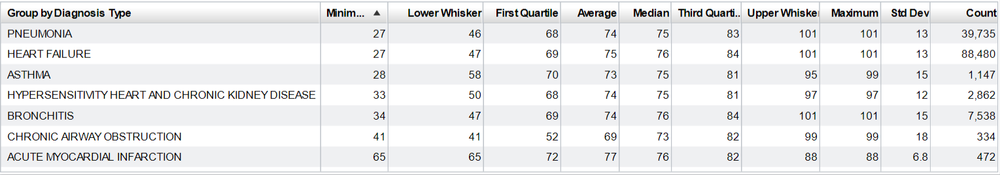 Group by Diagnosis Type Minim... ▲ Lower Whisker First Quartile Average Median Third Quarti.. Upper Whisker Maximum Std Dev Count
PNEUMONIA 27 46 68 74 75 83 101 101 13 39,735
HEART FAILURE 27 47 69 75 76 84 101 101 13 88,480
ASTHMA 28 58 70 73 75 81 95 99 15 1,147
HYPERSENSITIVITY HEART AND CHRONIC KIDNEY DISEASE 33 50 68 74 75 81 97 97 12 2,862
BRONCHITIS 34 47 69 74 76 84 101 101 15 7,538
CHRONIC AIRWAY OBSTRUCTION 41 41 52 69 73 82 99 99 18 334
ACUTE MYOCARDIAL INFARCTION 65 65 72 77 76 82 88 88 6.8 472